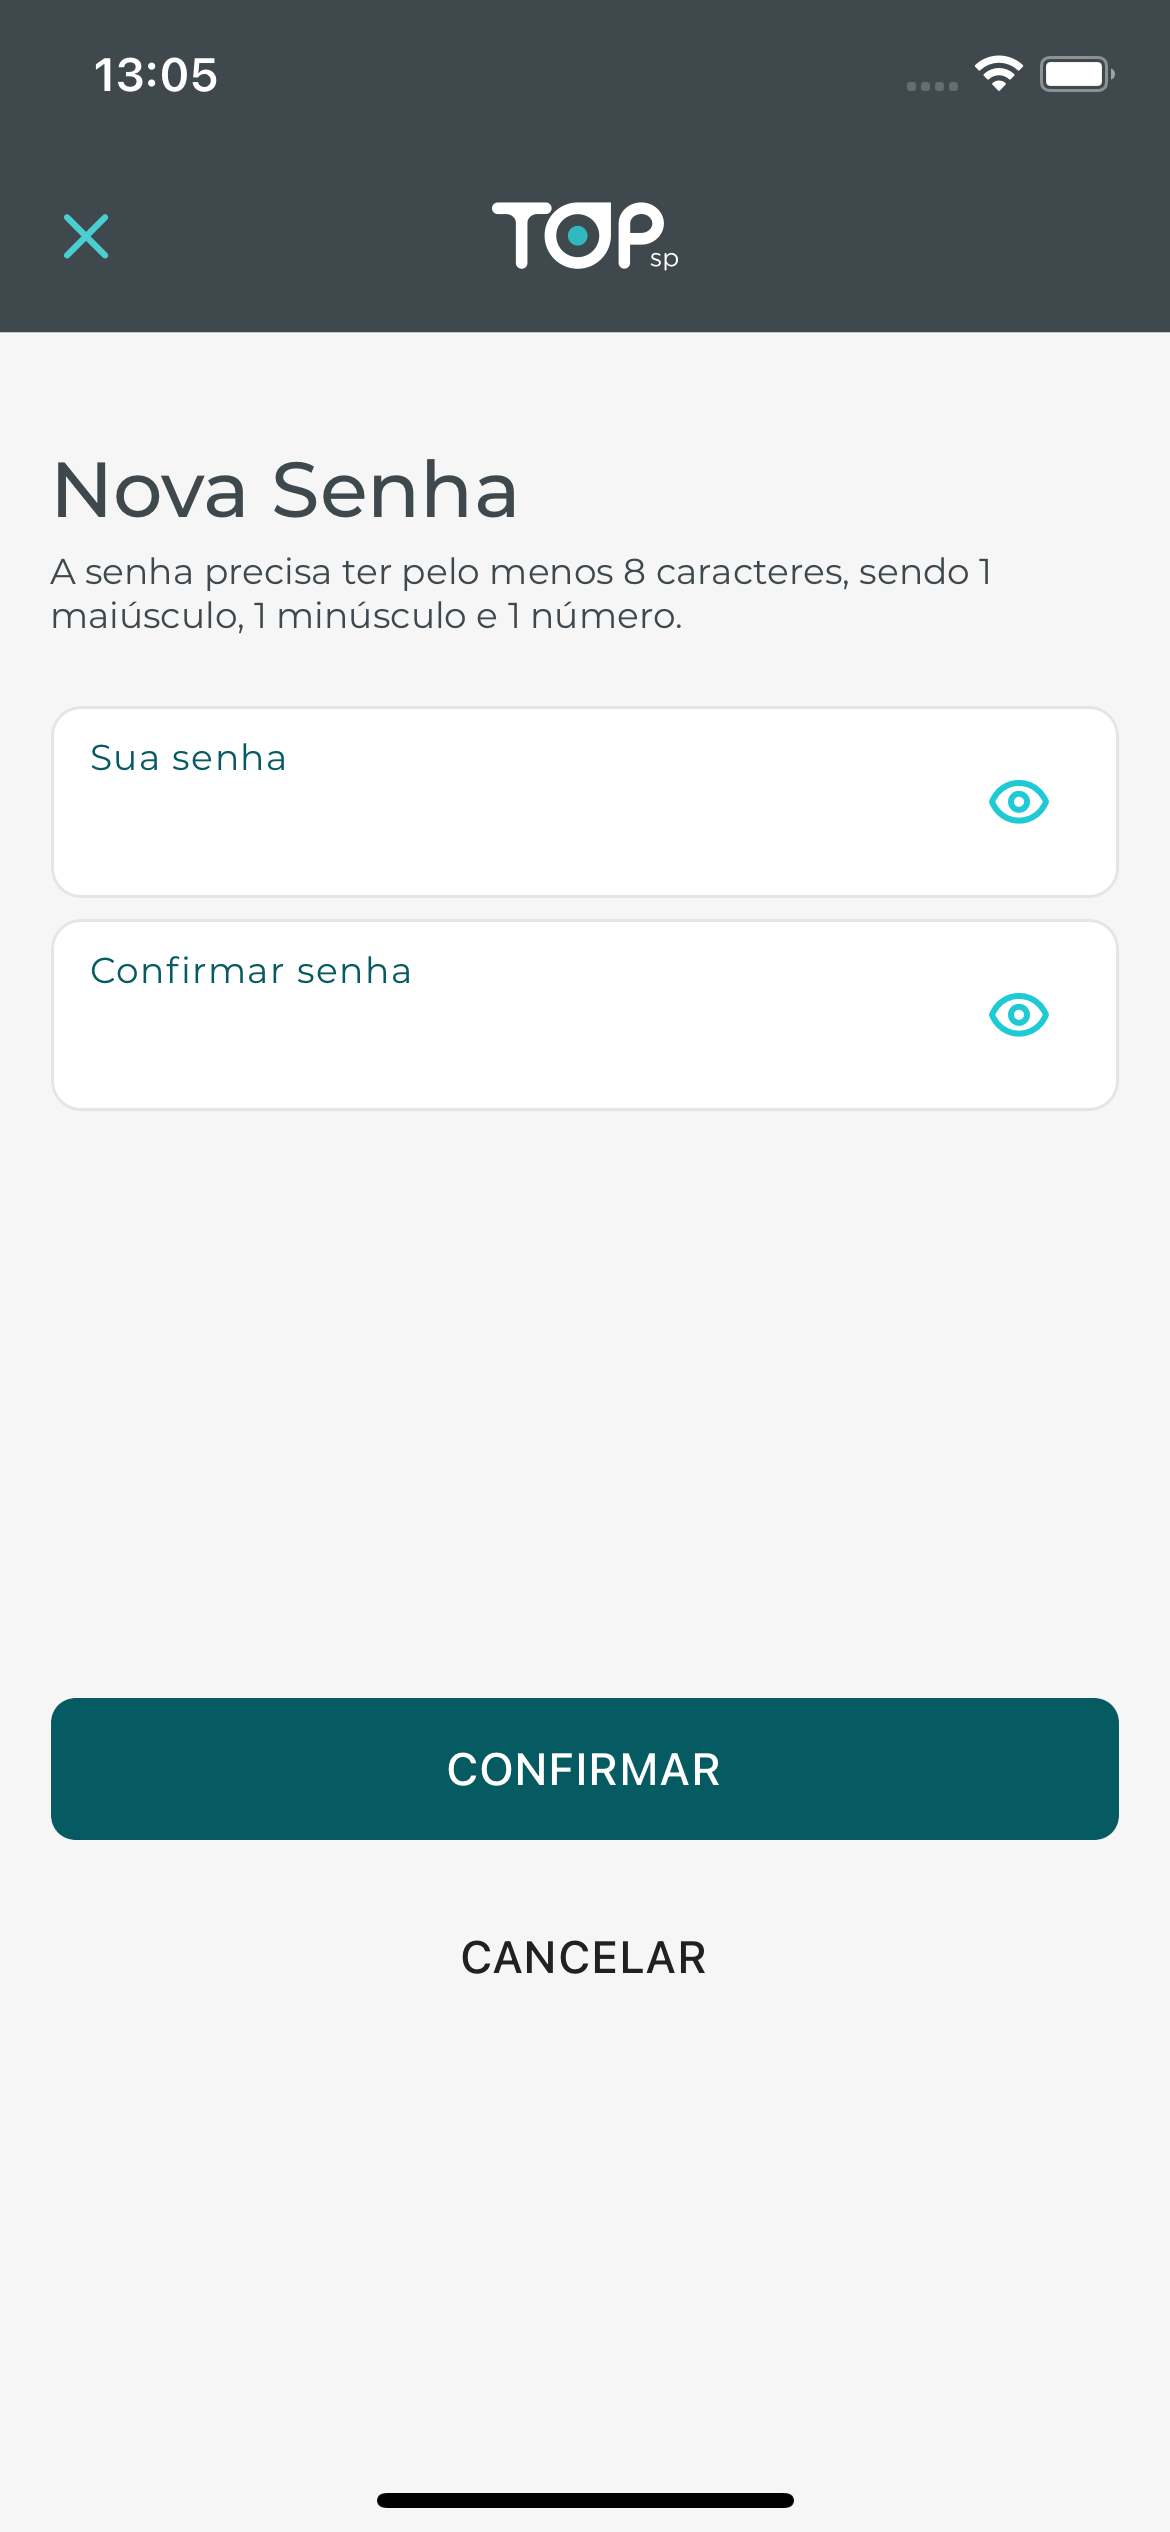 13:05
TOP
sp
Nova Senha
A senha precisa ter pelo menos 8 caracteres, sendo 1
maiúsculo, 1 minúsculo e 1 número.
Sua senha
Confirmar senha
CONFIRMAR
CANCELAR